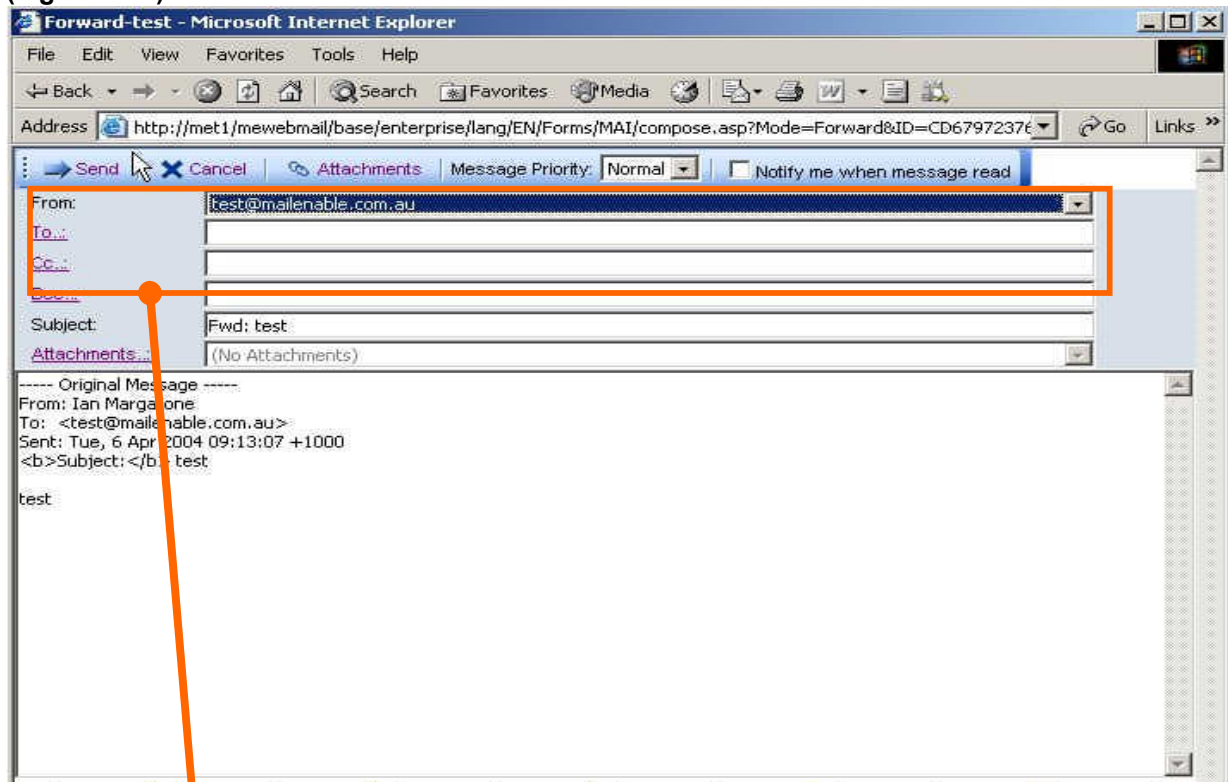 Forward-test - Microsoft Internet Explorer
File Edit View Favorites Tools Help
Back Search Favorites Media
Address http://met1/mewebmail/base/enterprise/lang/EN/Forms/MAI/compose.asp?Mode=Forward&ID=CD67972376 Go Links »
Send Cancel Attachments Message Priority: Normal Notify me when message read
From: test@mailenable.com.au
To...:
Cc...:
Subject: Fwd: test
Attachments...: (No Attachments)
----- Original Message -----
From: Ian
To: <test@mailenable.com.au>
Sent: Tue, 6 Apr 2004 09:13:07 +1000
<b>Subject:</b> test
test